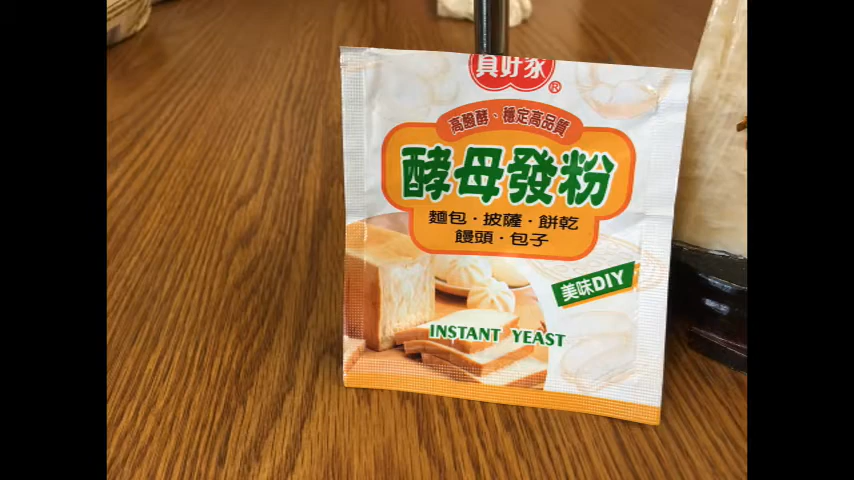 真好家®
高醱酵·穩定高品質
酵母發粉
麵包·披薩·餅乾
饅頭·包子
美味DIY
INSTANT YEAST